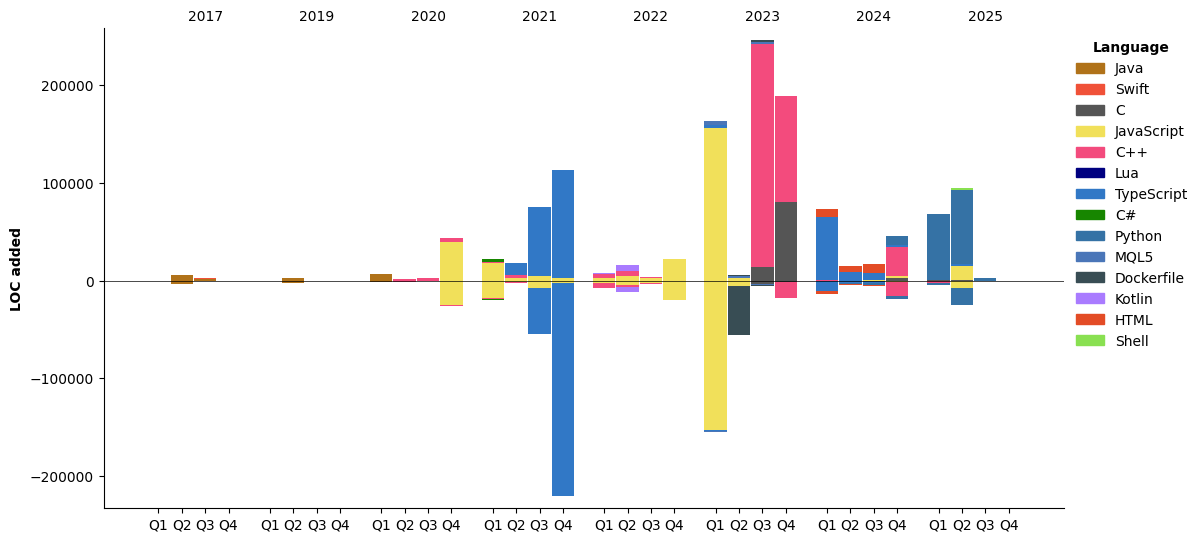 2017 2019 2020 2021 2022 2023 2024 2025
LOC added
200000
100000
0
−100000
−200000
Q1 Q2 Q3 Q4 Q1 Q2 Q3 Q4 Q1 Q2 Q3 Q4 Q1 Q2 Q3 Q4 Q1 Q2 Q3 Q4 Q1 Q2 Q3 Q4 Q1 Q2 Q3 Q4 Q1 Q2 Q3 Q4
Language
Java
Swift
C
JavaScript
C++
Lua
TypeScript
C#
Python
MQL5
Dockerfile
Kotlin
HTML
Shell